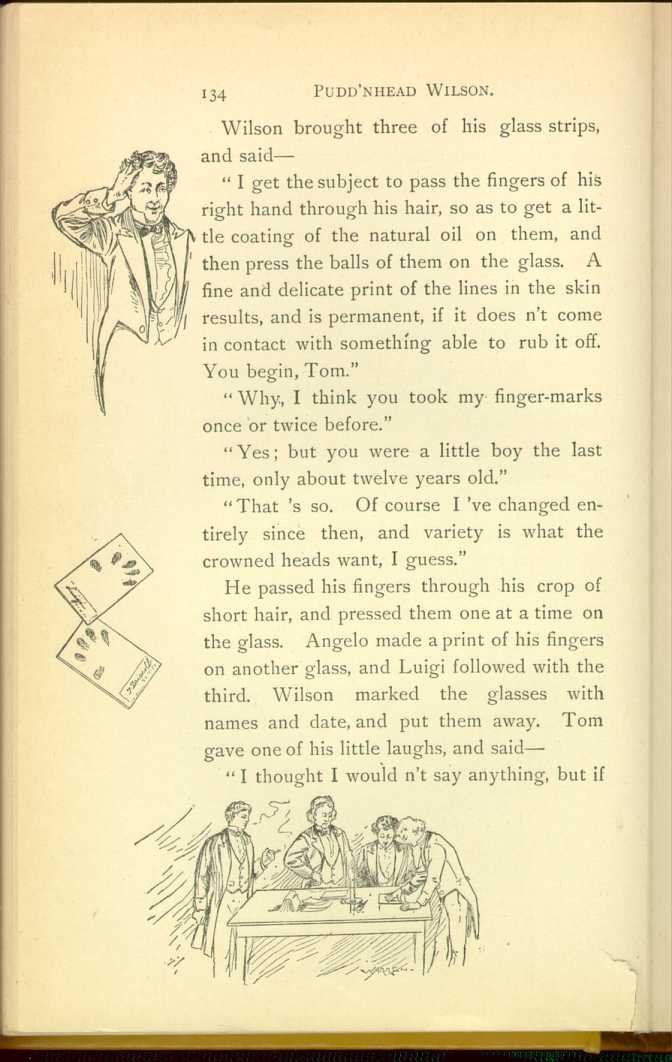 134 PUDD'NHEAD WILSON.
Wilson brought three of his glass strips,
and said—
" I get the subject to pass the fingers of his
right hand through his hair, so as to get a lit-
tle coating of the natural oil on them, and
then press the balls of them on the glass. A
fine and delicate print of the lines in the skin
results, and is permanent, if it does n't come
in contact with something able to rub it off.
You begin, Tom."
" Why, I think you took my finger-marks
once or twice before."
" Yes; but you were a little boy the last
time, only about twelve years old."
" That 's so. Of course I 've changed en-
tirely since then, and variety is what the
crowned heads want, I guess."
He passed his fingers through his crop of
short hair, and pressed them one at a time on
the glass. Angelo made a print of his fingers
on another glass, and Luigi followed with the
third. Wilson marked the glasses with
names and date, and put them away. Tom
gave one of his little laughs, and said—
" I thought I would n't say anything, but if
WARREN